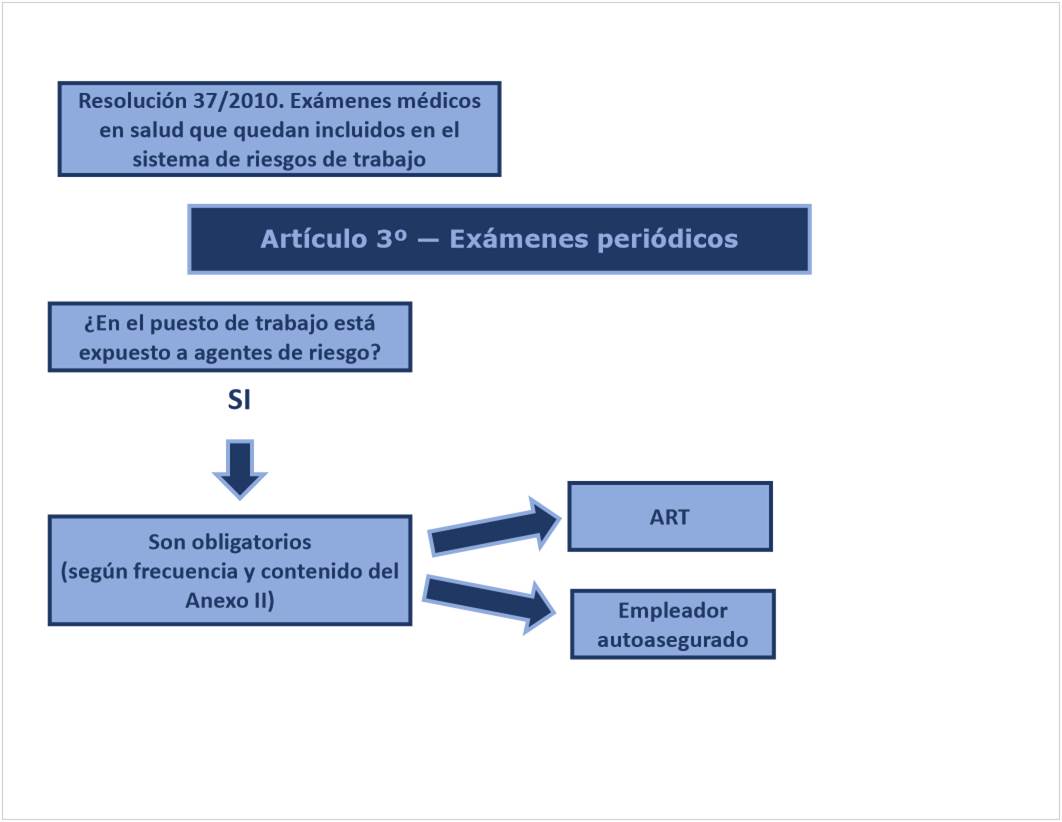 Resolución 37/2010. Exámenes médicos
en salud que quedan incluidos en el
sistema de riesgos de trabajo
Artículo 3º — Exámenes periódicos
¿En el puesto de trabajo está
expuesto a agentes de riesgo?
SI
Son obligatorios
(según frecuencia y contenido del
Anexo II)
ART
Empleador
autoasegurado